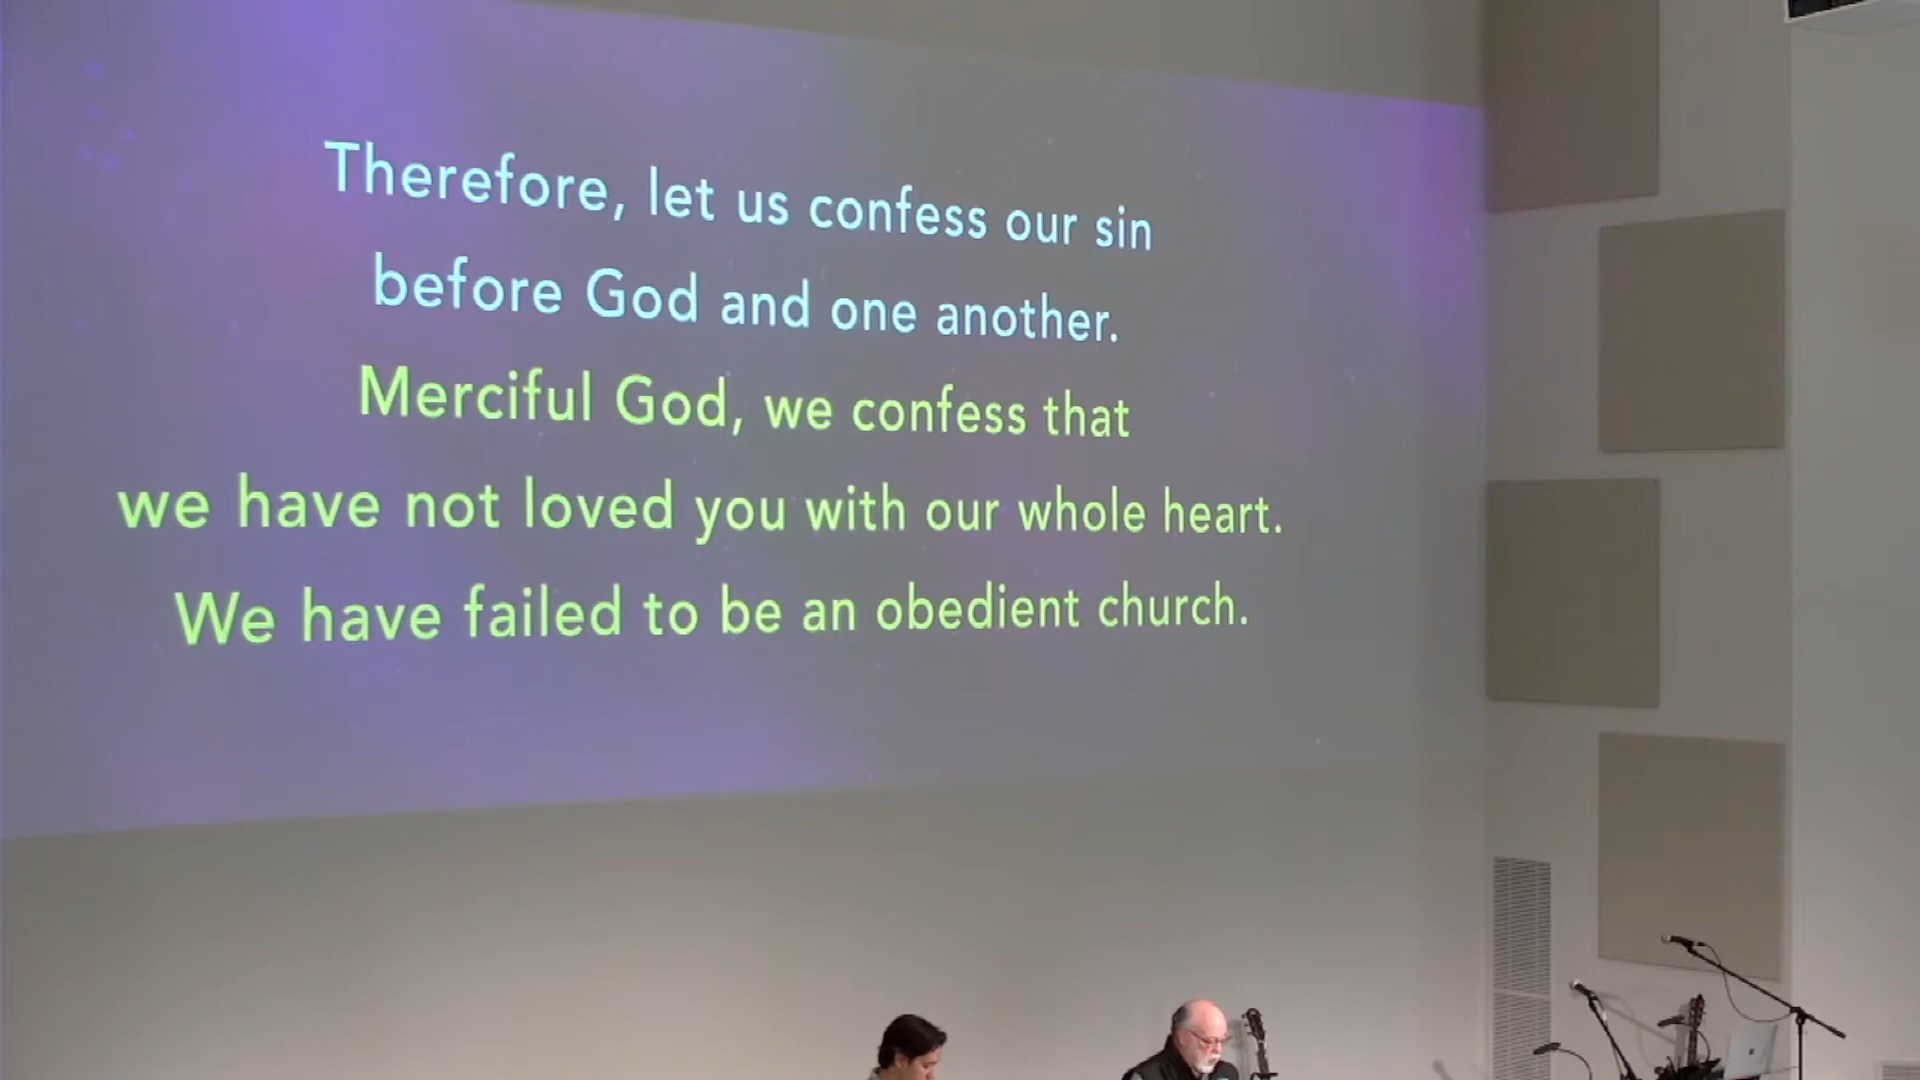 Therefore, let us confess our sin
before God and one another.
Merciful God, we confess that
we have not loved you with our whole heart.
We have failed to be an obedient church.